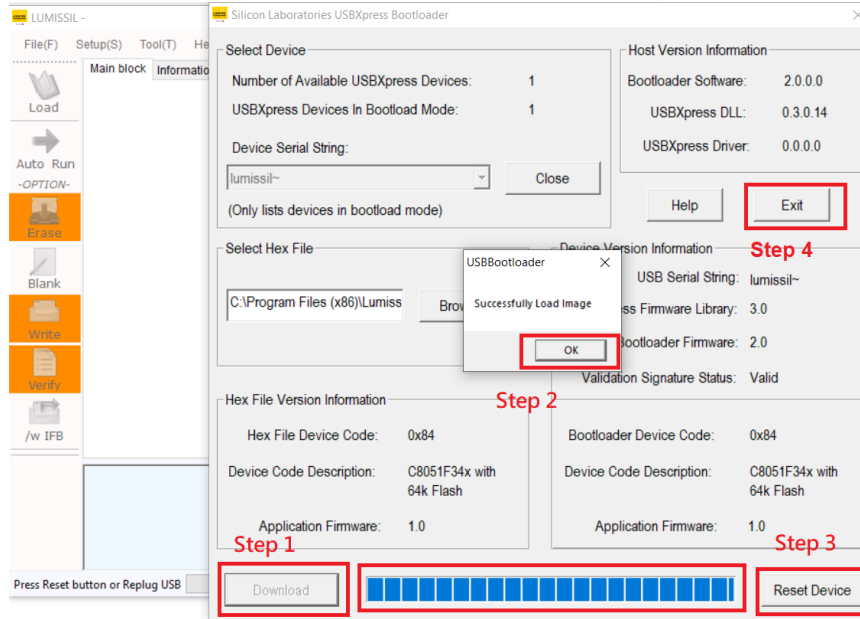 LUMISSIL -
File(F) Setup(S) Tool(T) He
Load
Auto Run
-OPTION-
Erase
Blank
Write
Verify
/w IFB
Main block Informatio
Press Reset button or Replug USB
Silicon Laboratories USBXpress Bootloader
Select Device
Number of Available USBXpress Devices: 1
USBXpress Devices In Bootload Mode: 1
Device Serial String:
lumissil~
Close
(Only lists devices in bootload mode)
Host Version Information
Bootloader Software: 2.0.0.0
USBXpress DLL: 0.3.0.14
USBXpress Driver: 0.0.0.0
Help
Exit
Step 4
Select Hex File
C:\Program Files (x86)\Lumiss
Brow
USBBootloader
Successfully Load Image
OK
Step 2
Device Version Information
USB Serial String: lumissil~
ess Firmware Library: 3.0
Bootloader Firmware: 2.0
Validation Signature Status: Valid
Hex File Version Information
Hex File Device Code: 0x84
Device Code Description: C8051F34x with
64k Flash
Application Firmware: 1.0
Bootloader Device Code: 0x84
Device Code Description: C8051F34x with
64k Flash
Application Firmware: 1.0
Step 1
Download
Step 3
Reset Device